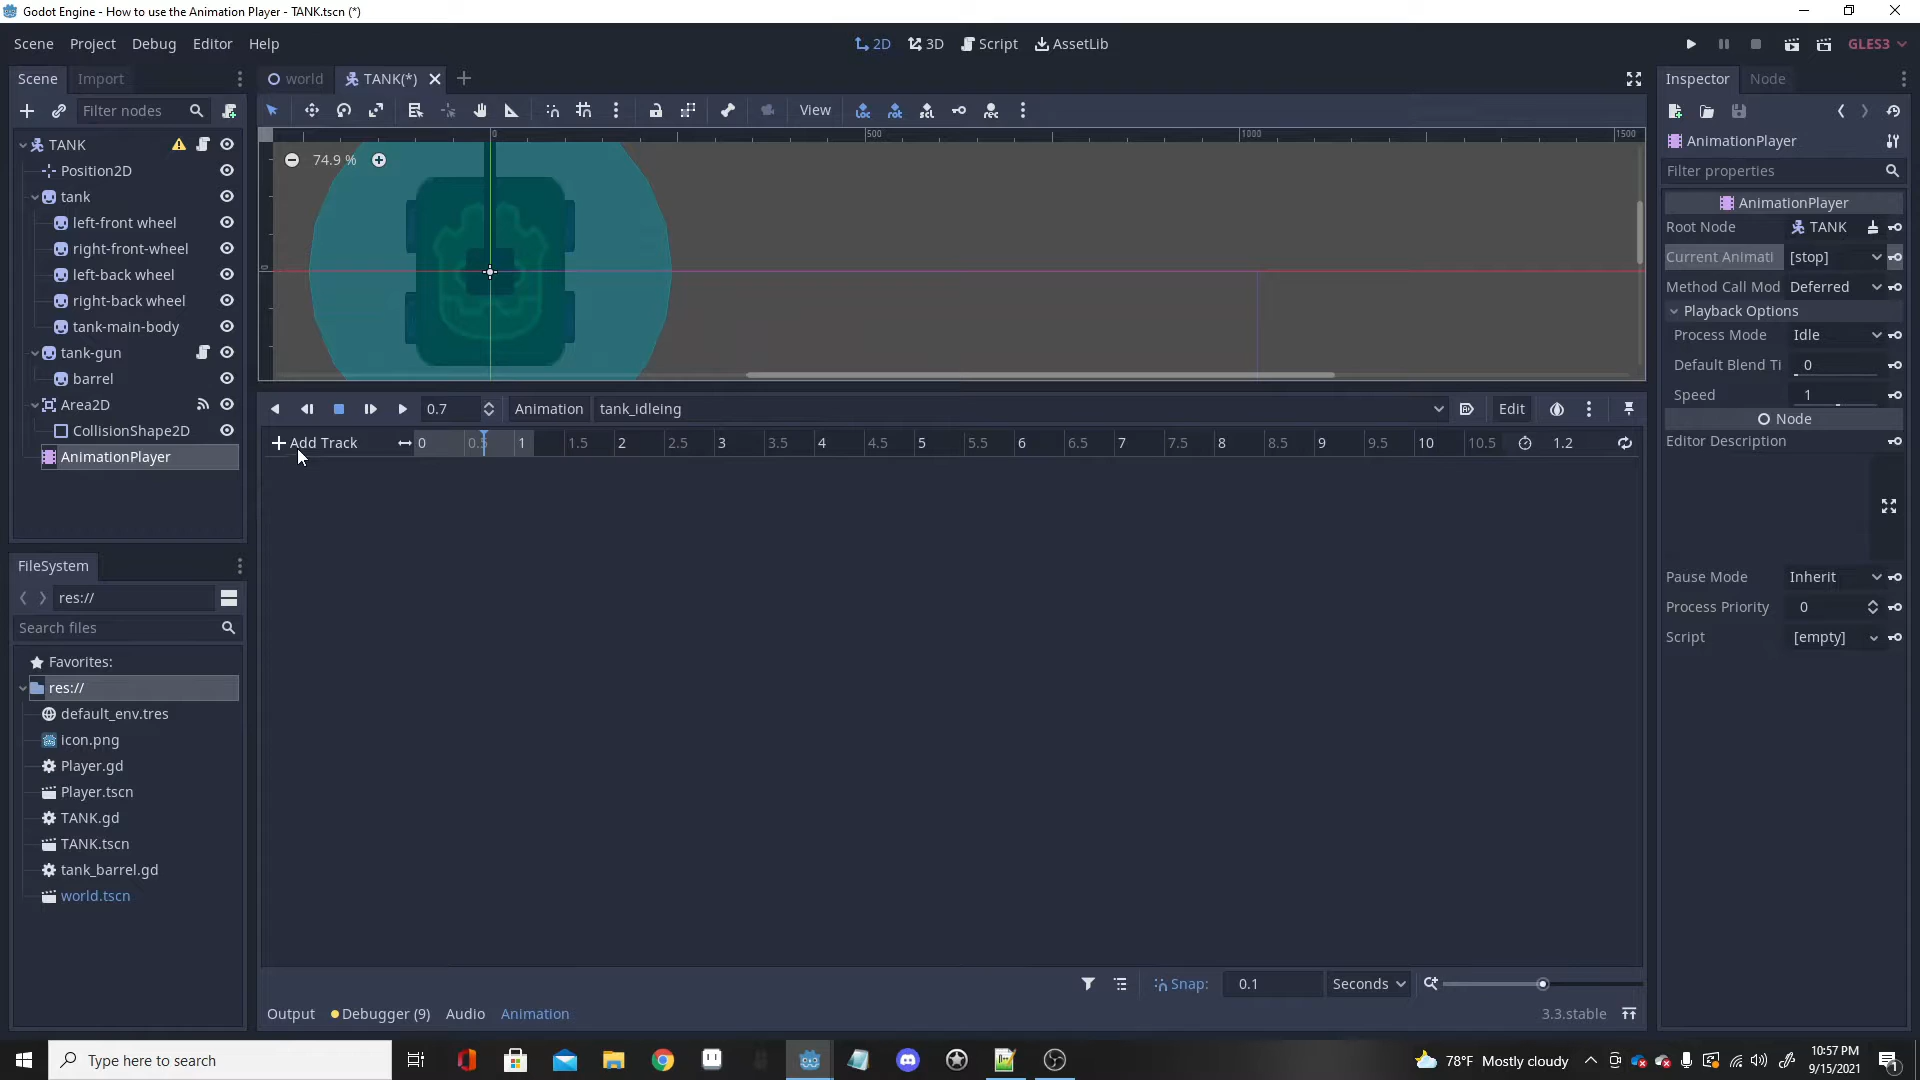 Godot Engine - How to use the Animation Player - TANK.tscn (*)
Scene Project Debug Editor Help
2D 3D Script AssetLib
GLES3
Scene Import
world TANK(*)
Inspector Node
Filter nodes
View
TANK
Position2D
tank
left-front wheel
right-front-wheel
left-back wheel
right-back wheel
tank-main-body
tank-gun
barrel
Area2D
CollisionShape2D
AnimationPlayer
0 500 1000 1500
0
74.9 %
0.7 Animation tank_idleing Edit
Add Track 0 0.5 1 1.5 2 2.5 3 3.5 4 4.5 5 5.5 6 6.5 7 7.5 8 8.5 9 9.5 10 10.5 1.2
AnimationPlayer
Filter properties
AnimationPlayer
Root Node TANK
Current Animati [stop]
Method Call Mod Deferred
Playback Options
Process Mode Idle
Default Blend Ti 0
Speed 1
Node
Editor Description
Pause Mode Inherit
Process Priority 0
Script [empty]
FileSystem
res://
Search files
Favorites:
res://
default_env.tres
icon.png
Player.gd
Player.tscn
TANK.gd
TANK.tscn
tank_barrel.gd
world.tscn
Snap: 0.1 Seconds
Output Debugger (9) Audio Animation
3.3.stable
Type here to search
78°F Mostly cloudy
10:57 PM
9/15/2021
1